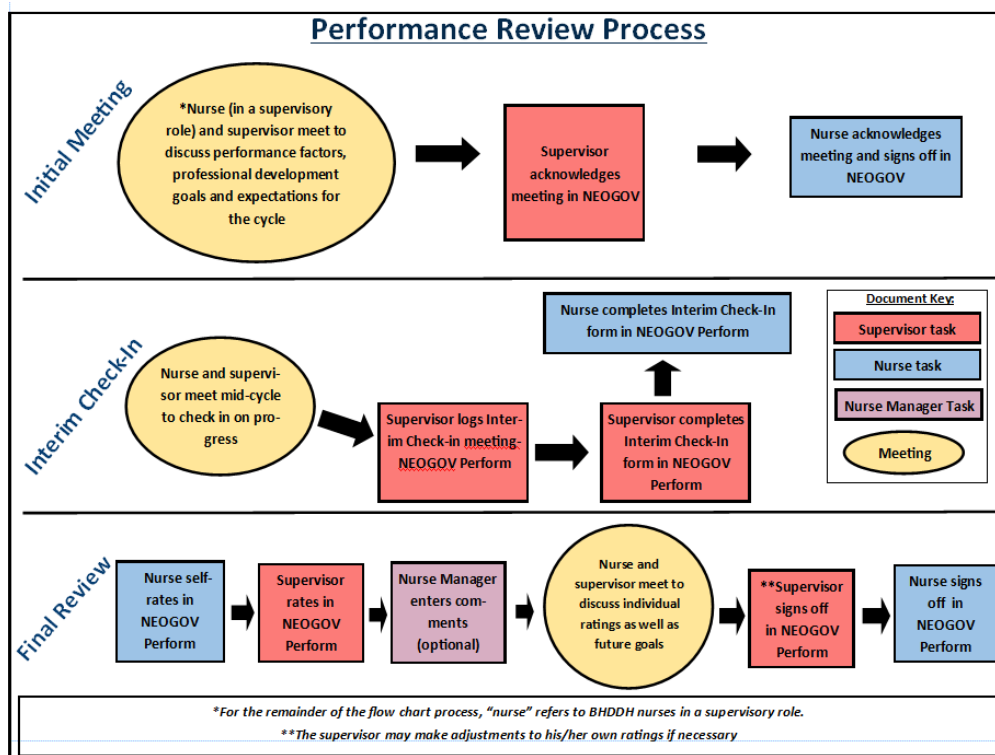 Performance Review Process
Initial Meeting
*Nurse (in a supervisory
role) and supervisor meet to
discuss performance factors,
professional development
goals and expectations for
the cycle
Supervisor
acknowledges
meeting in NEOGOV
Nurse acknowledges
meeting and signs off in
NEOGOV
Interim Check-In
Nurse and supervi-
sor meet mid-cycle
to check in on pro-
gress
Supervisor logs Inter-
im Check-in meeting-
NEOGOV Perform
Supervisor completes
Interim Check-In
form in NEOGOV
Perform
Nurse completes Interim Check-In
form in NEOGOV Perform
Document Key:
Supervisor task
Nurse task
Nurse Manager Task
Meeting
Final Review
Nurse self-
rates in
NEOGOV
Perform
Supervisor
rates in
NEOGOV
Perform
Nurse Manager
enters com-
ments
(optional)
Nurse and
supervisor meet to
discuss individual
ratings as well as
future goals
**Supervisor
signs off
in NEOGOV
Perform
Nurse signs
off in
NEOGOV
Perform
*For the remainder of the flow chart process, “nurse” refers to BHDDH nurses in a supervisory role.
**The supervisor may make adjustments to his/her own ratings if necessary